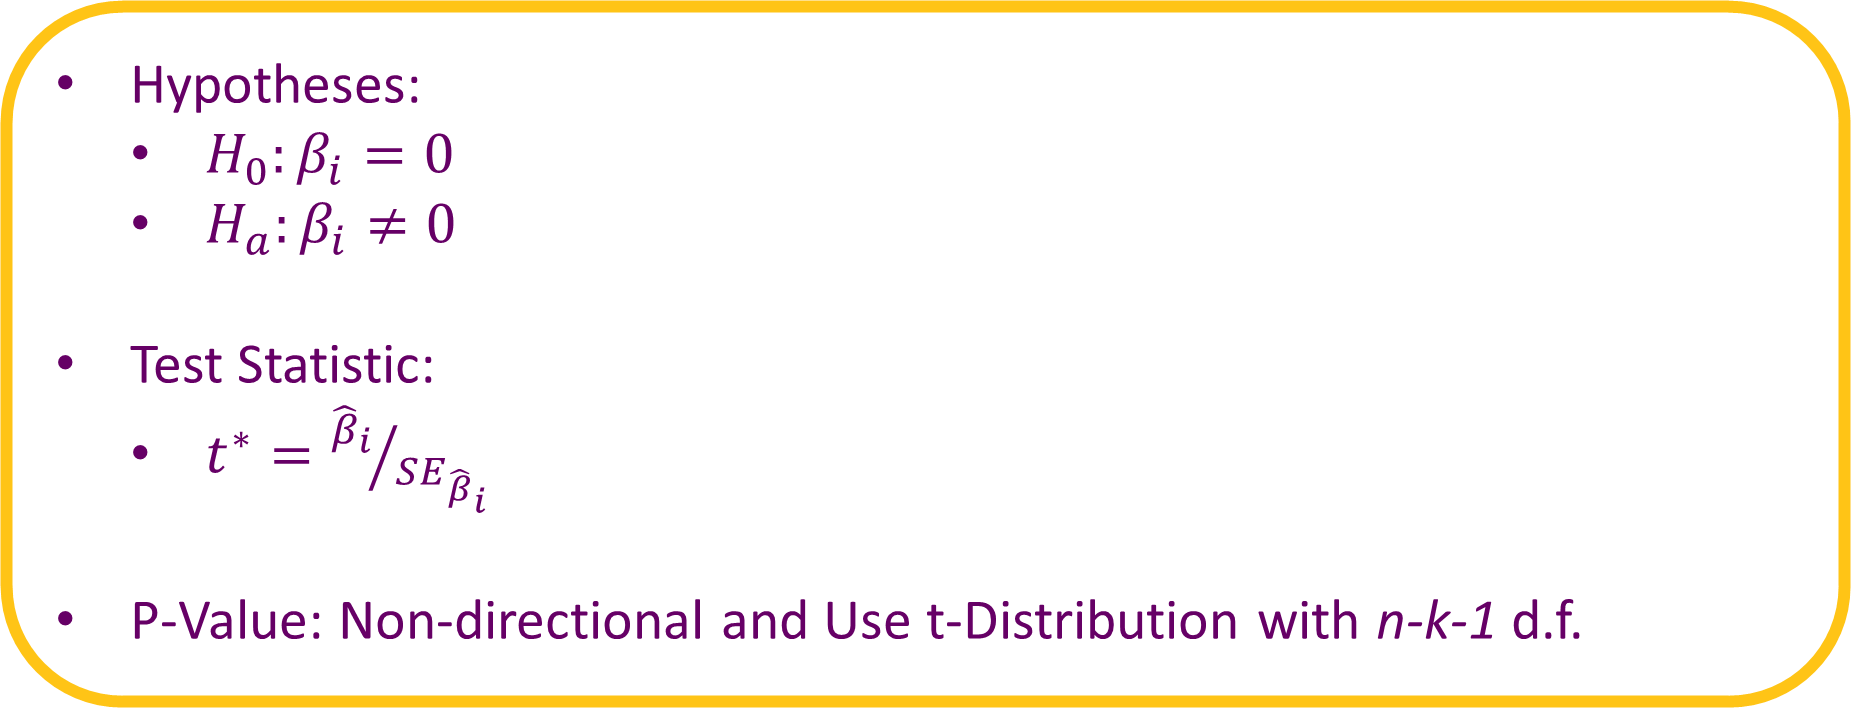 • Hypotheses:
• H₀: βᵢ = 0
• Hₐ: βᵢ ≠ 0
• Test Statistic:
• t* = β̂ᵢ/SE_β̂ᵢ
• P-Value: Non-directional and Use t-Distribution with n-k-1 d.f.